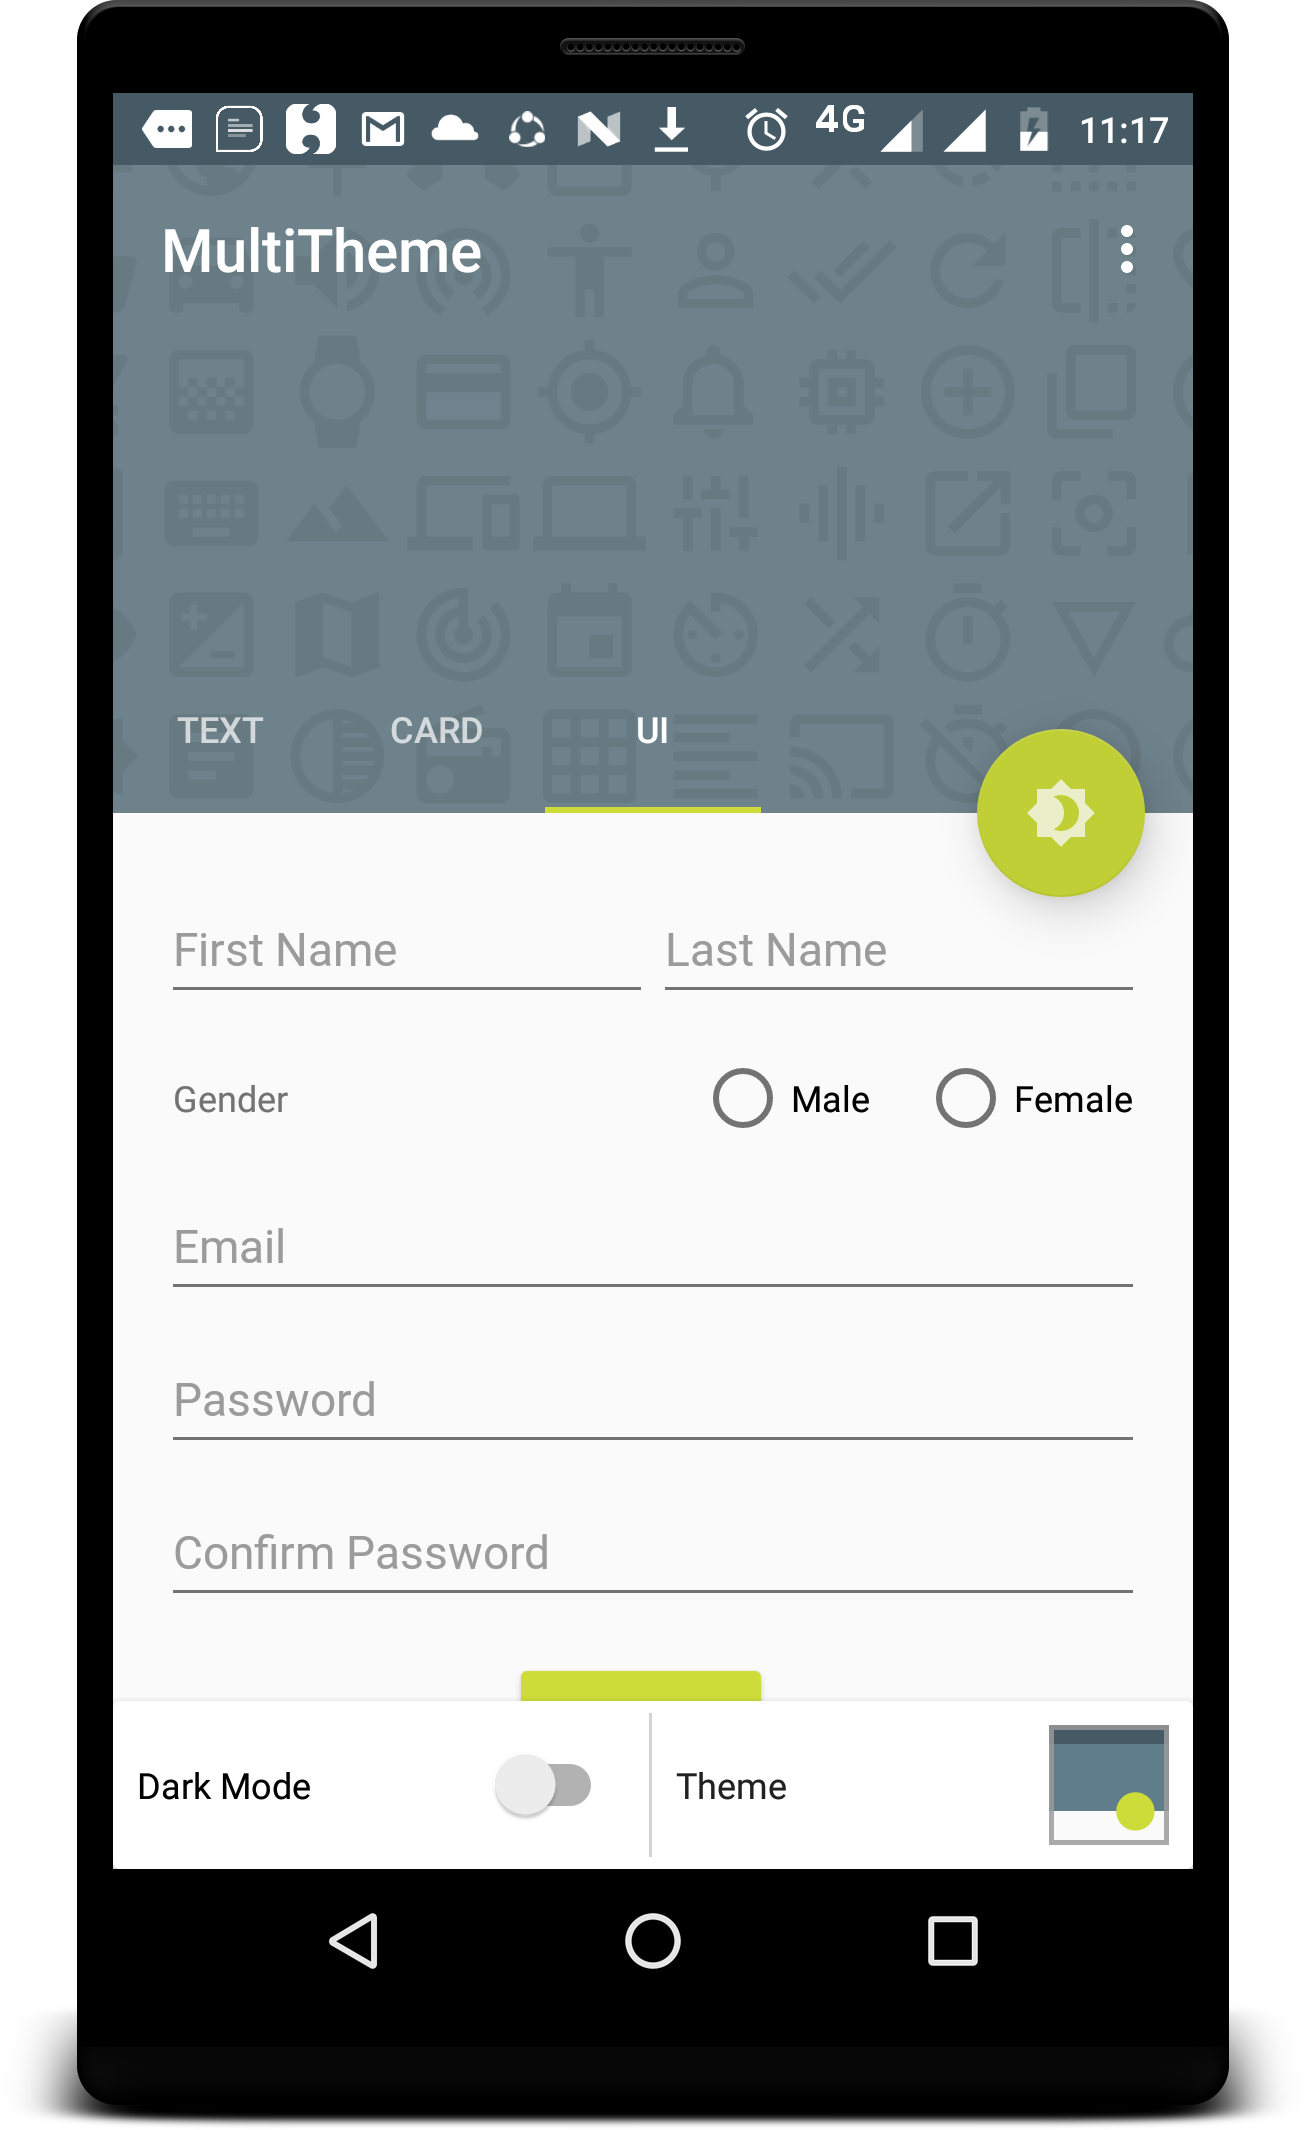 4G 11:17
MultiTheme
TEXT CARD UI
First Name Last Name
Gender Male Female
Email
Password
Confirm Password
Dark Mode Theme